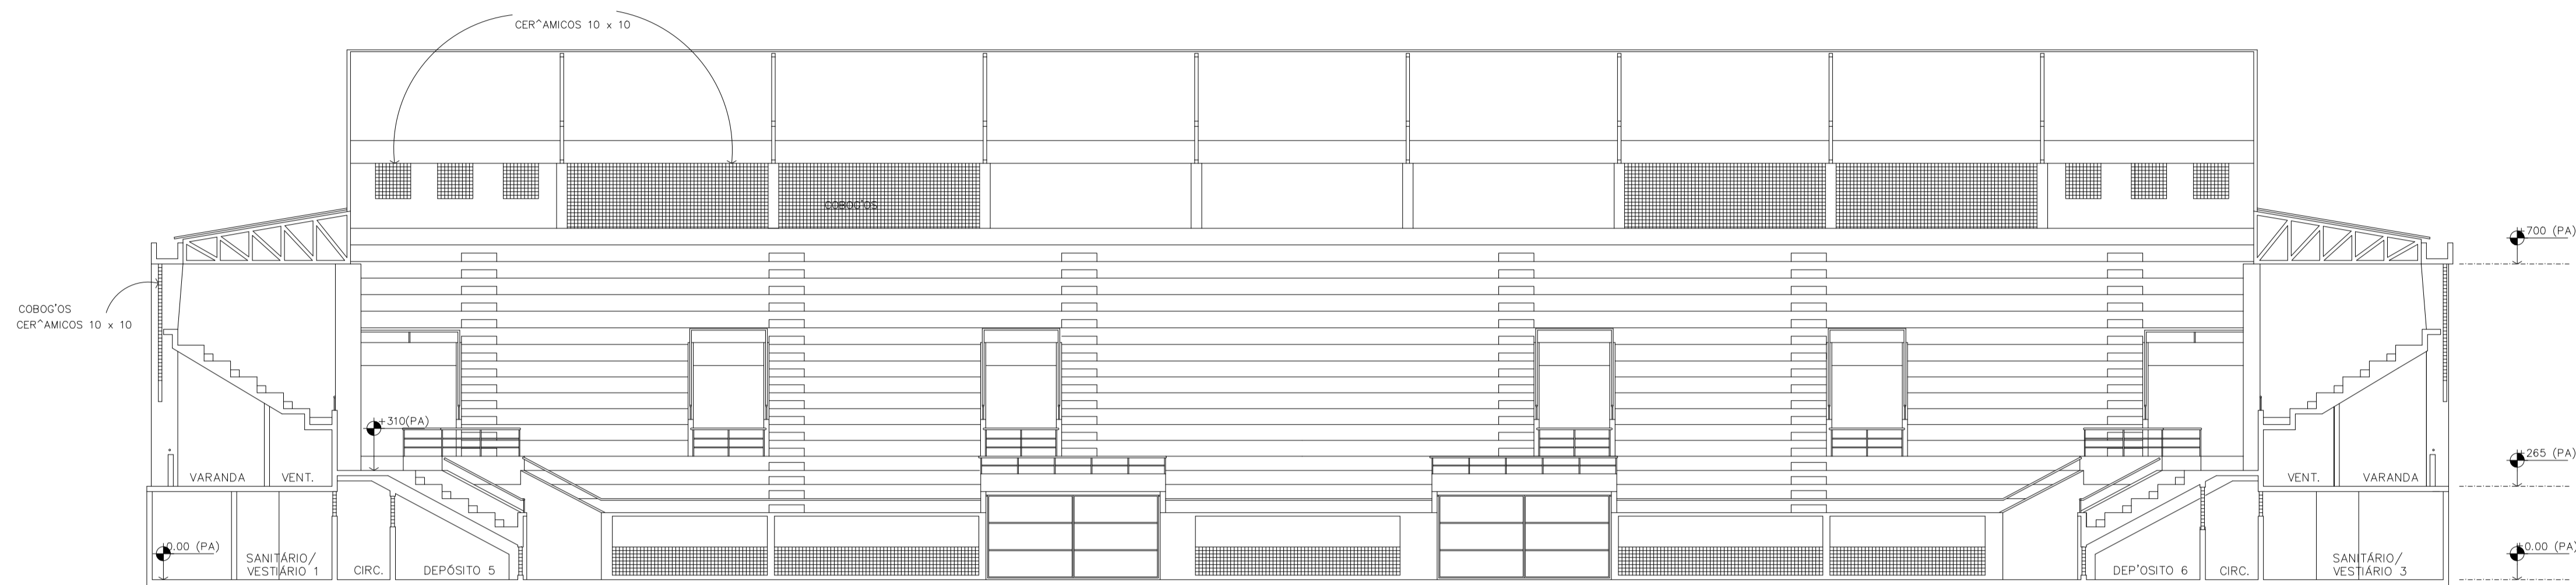 CER^AMICOS 10 x 10
COBOG'OS
+700 (PA)
COBOG'OS
CER^AMICOS 10 x 10
+310(PA)
+265 (PA)
VARANDA
VENT.
VENT.
VARANDA
0.00 (PA)
+0.00 (PA)
SANITÁRIO/
VESTIÁRIO 1
CIRC.
DEPÓSITO 5
DEP'OSITO 6
CIRC.
SANITÁRIO/
VESTIÁRIO 3